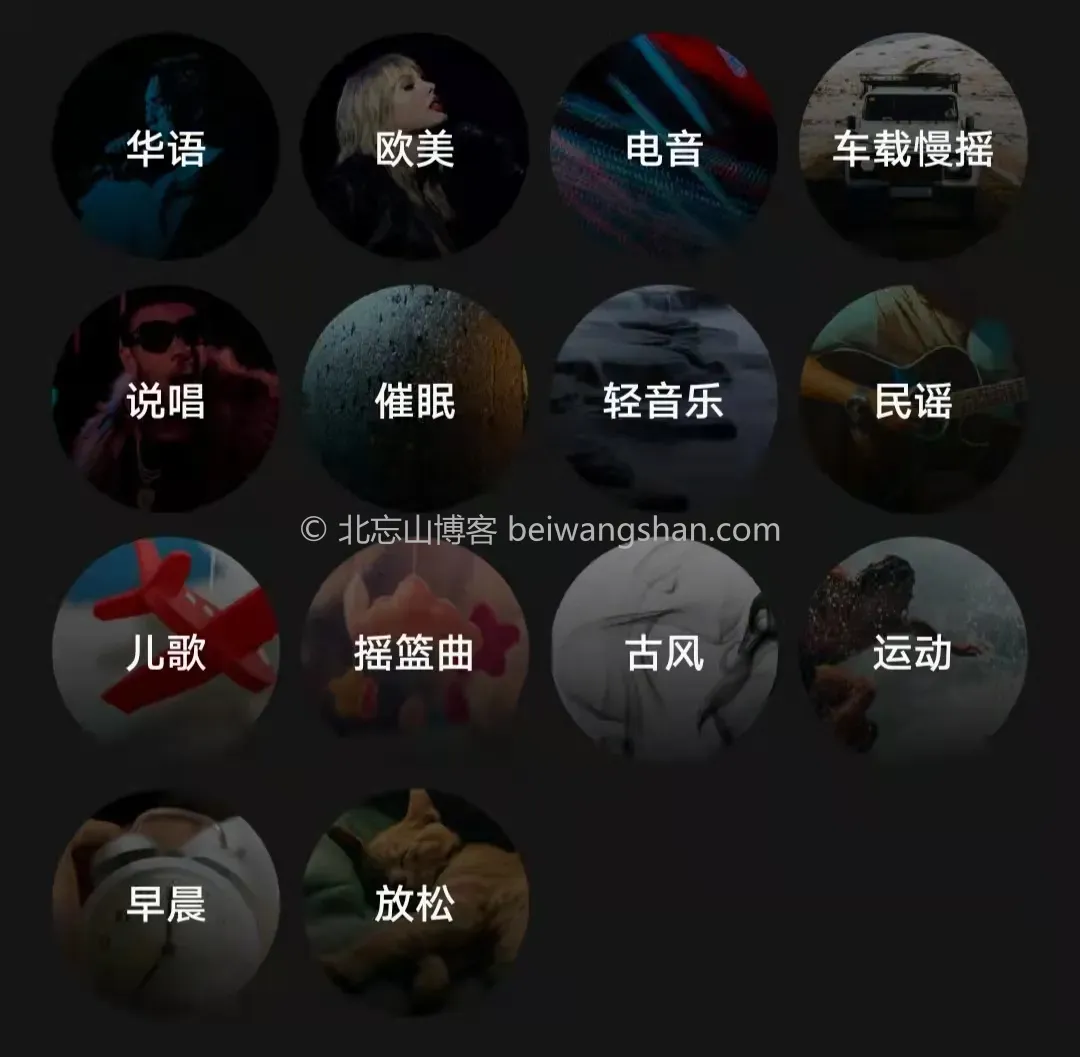 华语
欧美
电音
车载慢摇
说唱
催眠
轻音乐
民谣
© 北忘山博客 beiwangshan.com
儿歌
摇篮曲
古风
运动
早晨
放松